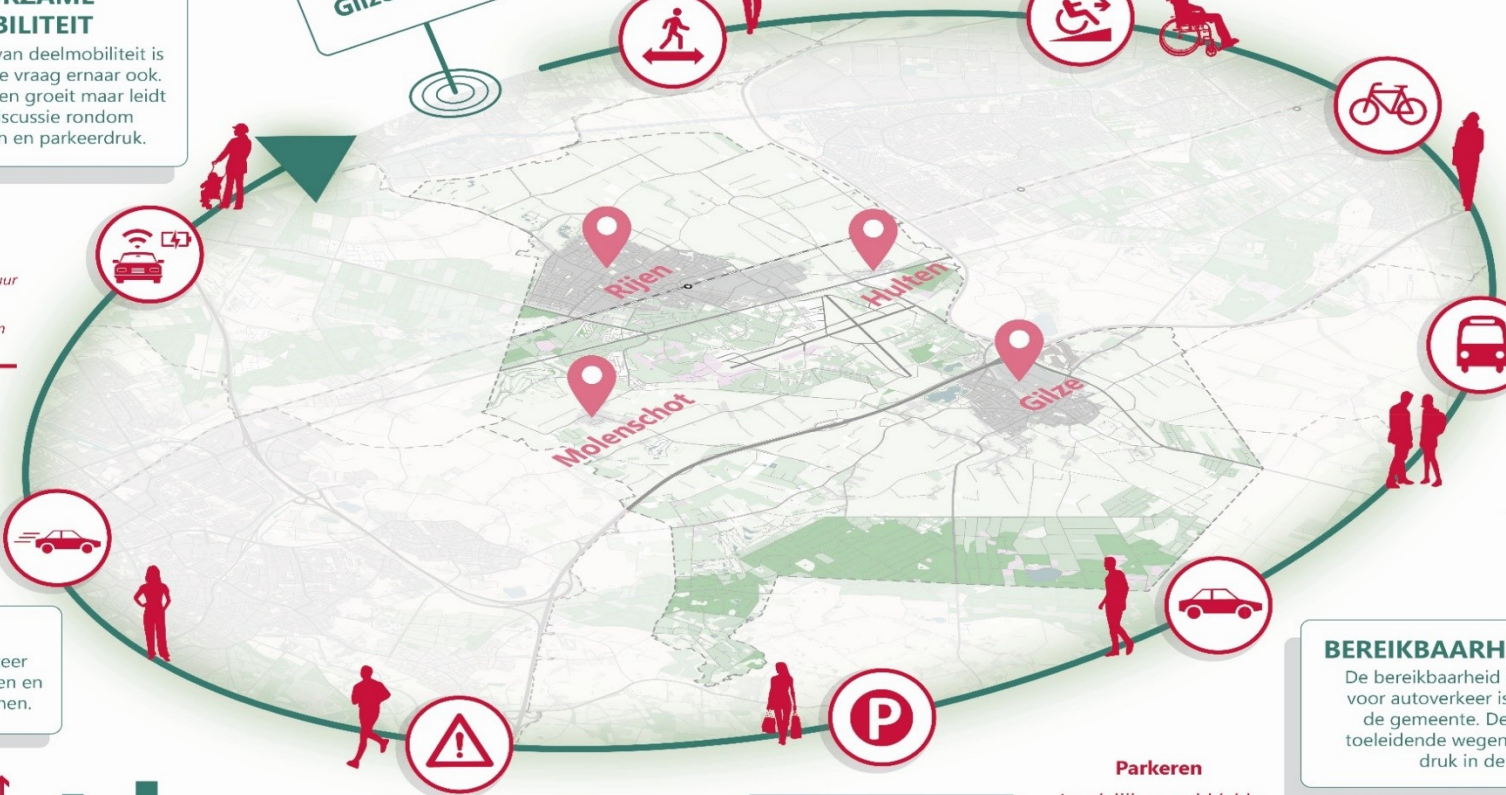 BILITEIT
van deelmobiliteit is
e vraag ernaar ook.
en groeit maar leidt
scussie rondom
en parkeerdruk.
Gilze
Rijen
Hulten
Gilze
Molenschot
P
eer
en en
nen.
BEREIKBAARH
De bereikbaarheid
voor autoverkeer is
de gemeente. De
toeleidende wegen
druk in de
Parkeren